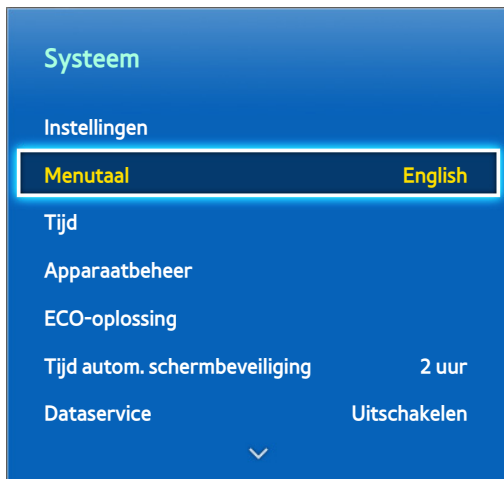 Systeem
Instellingen
Menutaal English
Tijd
Apparaatbeheer
ECO-oplossing
Tijd autom. schermbeveiliging 2 uur
Dataservice Uitschakelen